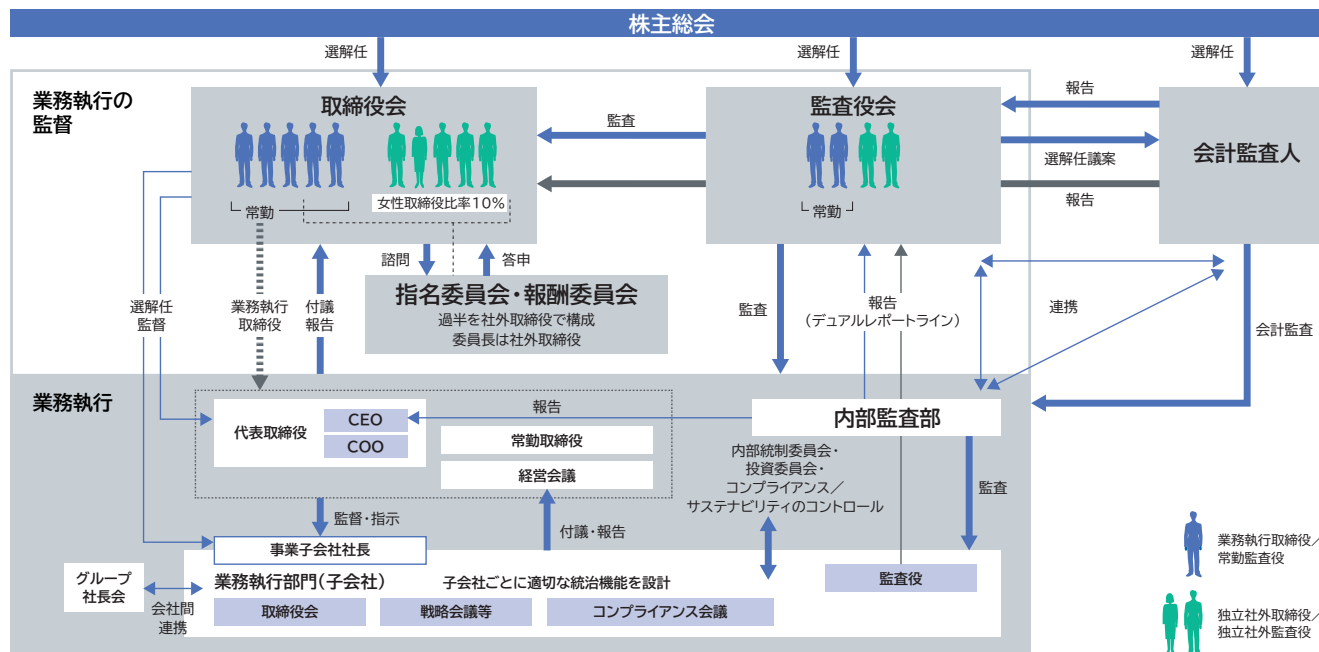 株主総会
選解任
選解任
選解任
業務執行の
監督
取締役会
監査役会
会計監査人
監査
報告
選解任議案
報告
常勤
女性取締役比率10%
常勤
諮問
答申
指名委員会・報酬委員会
過半を社外取締役で構成
委員長は社外取締役
選解任
監督
業務執行
取締役
付議
報告
監査
報告
(デュアルレポートライン)
連携
会計監査
業務執行
代表取締役
CEO
COO
報告
常勤取締役
経営会議
内部監査部
内部統制委員会・
投資委員会・
コンプライアンス/
サステナビリティのコントロール
監査
監督・指示
付議・報告
事業子会社社長
グループ
社長会
会社間
連携
業務執行部門(子会社)
子会社ごとに適切な統治機能を設計
取締役会
戦略会議等
コンプライアンス会議
監査役
業務執行取締役/
常勤監査役
独立社外取締役/
独立社外監査役